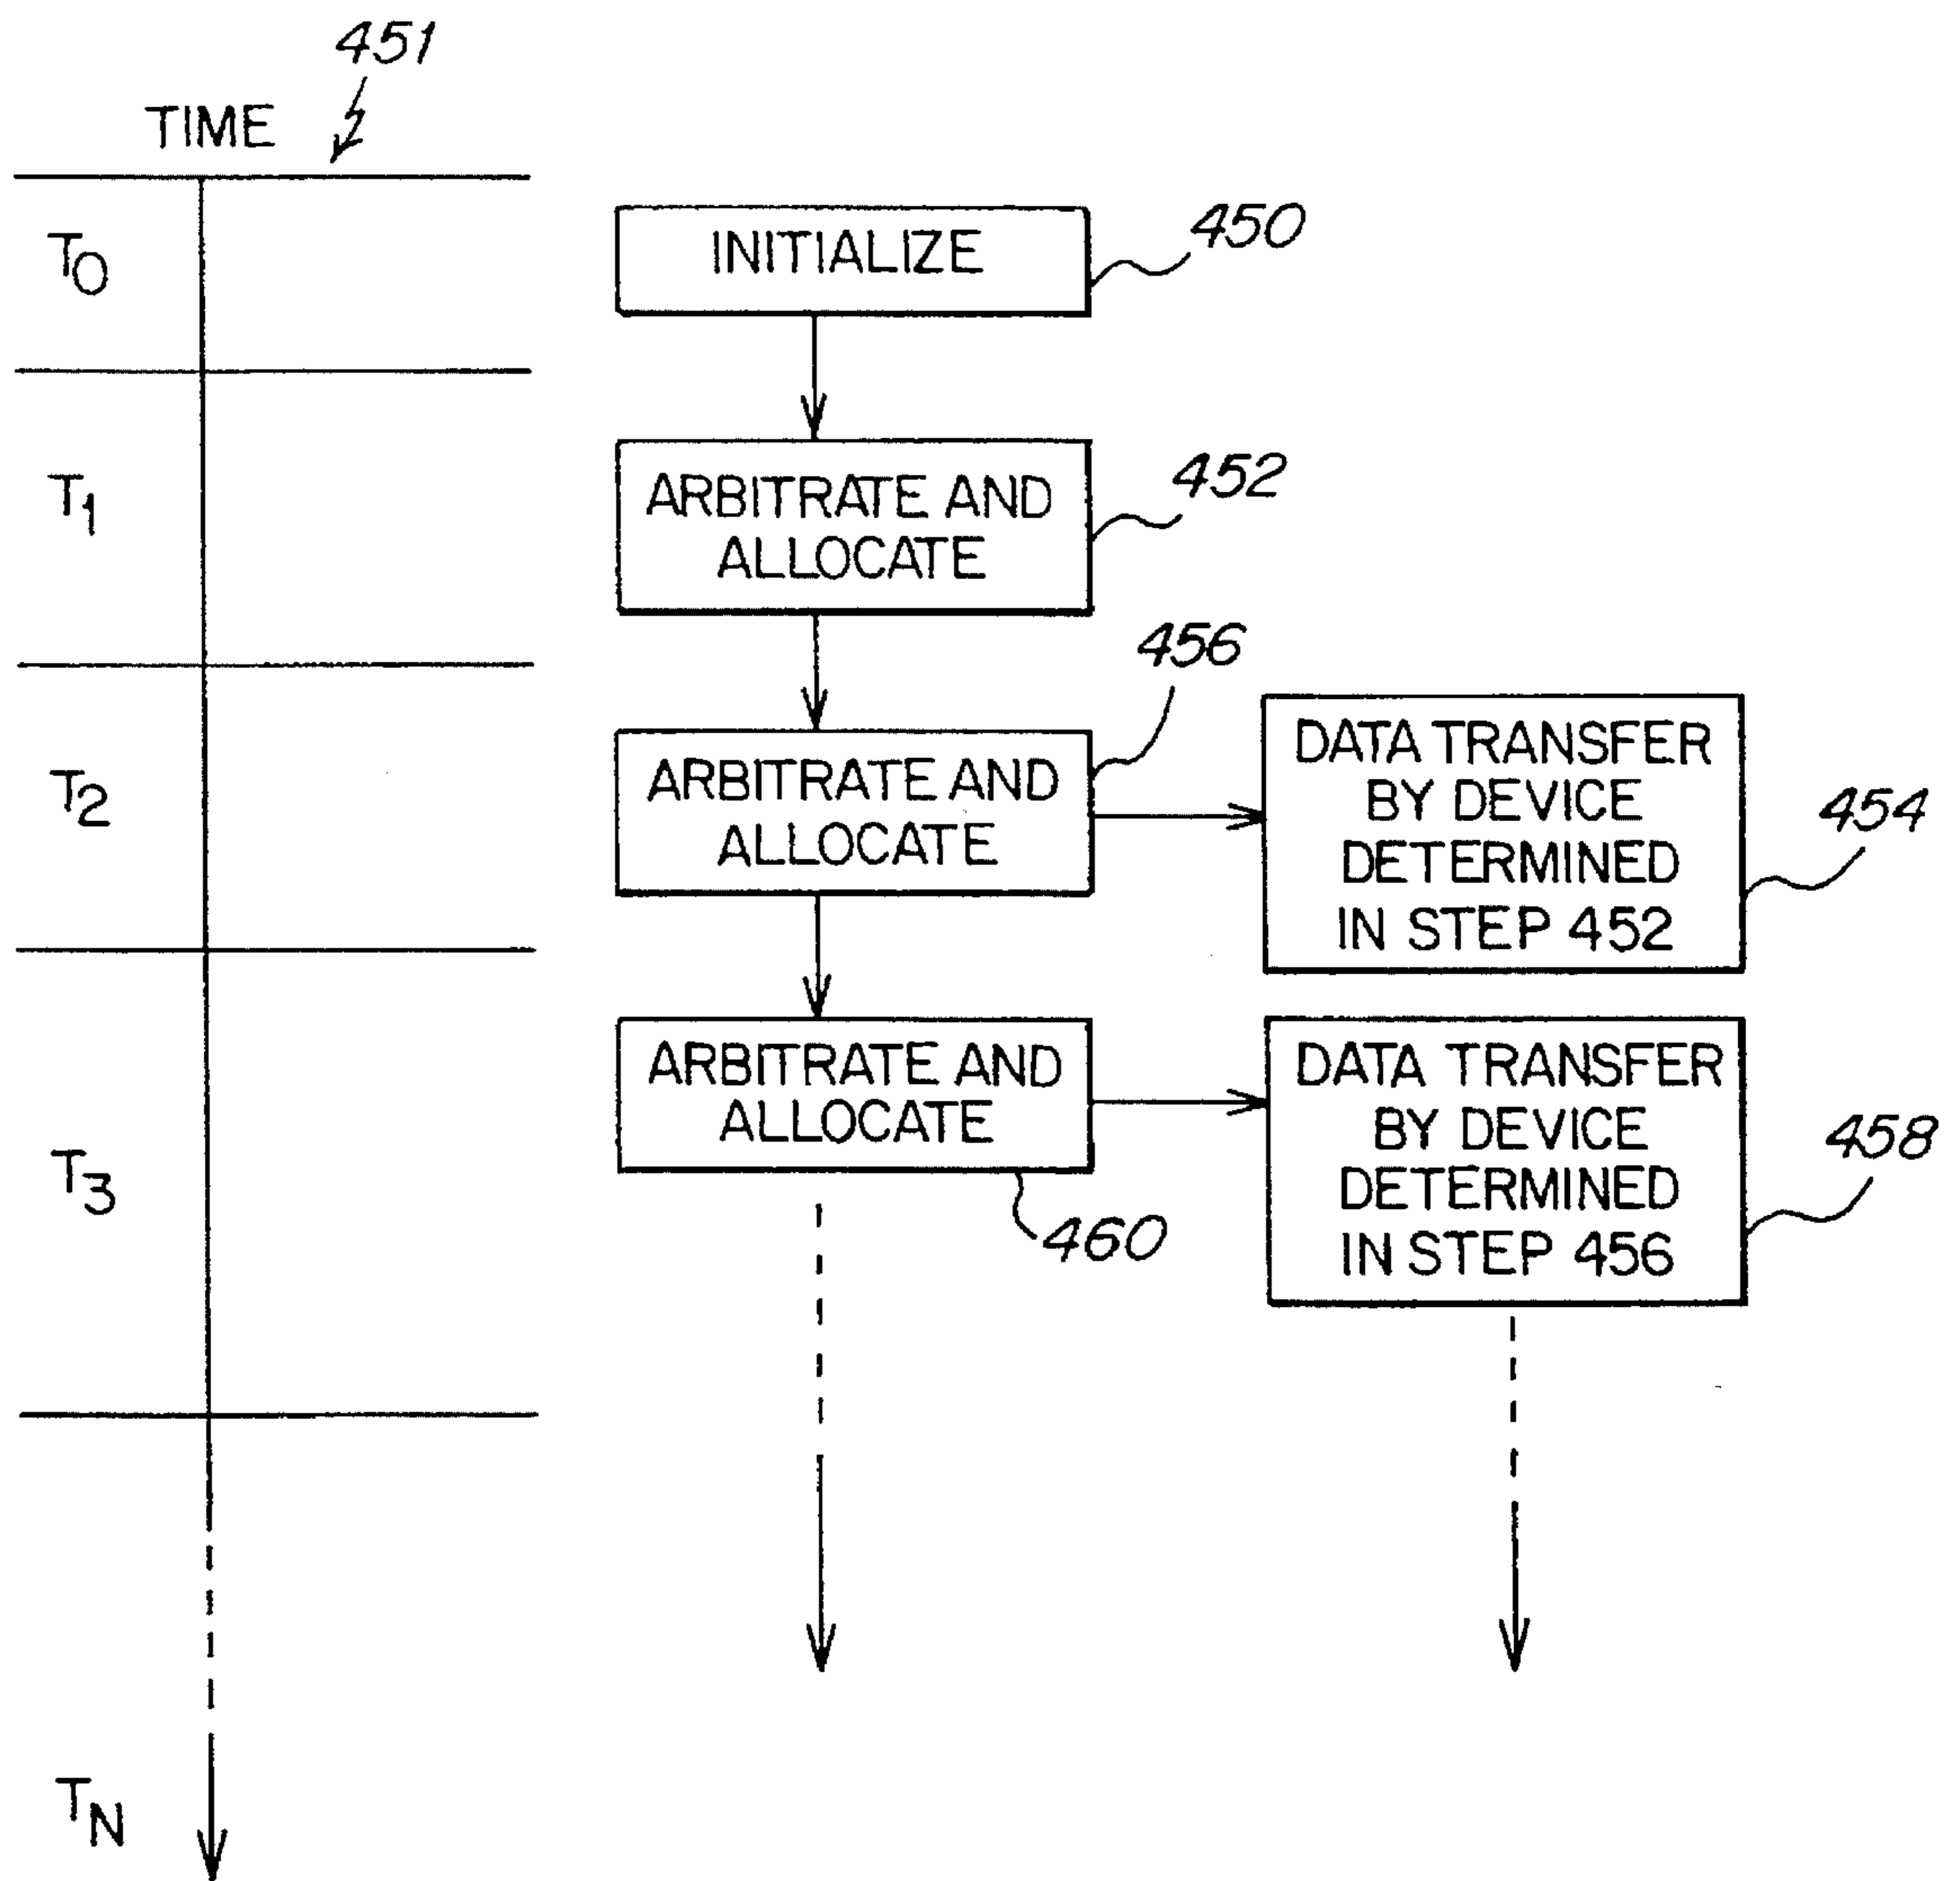 451
TIME
T0
INITIALIZE
450
T1
ARBITRATE AND
ALLOCATE
452
456
T2
ARBITRATE AND
ALLOCATE
DATA TRANSFER
BY DEVICE
DETERMINED
IN STEP 452
454
T3
ARBITRATE AND
ALLOCATE
460
DATA TRANSFER
BY DEVICE
DETERMINED
IN STEP 456
458
TN